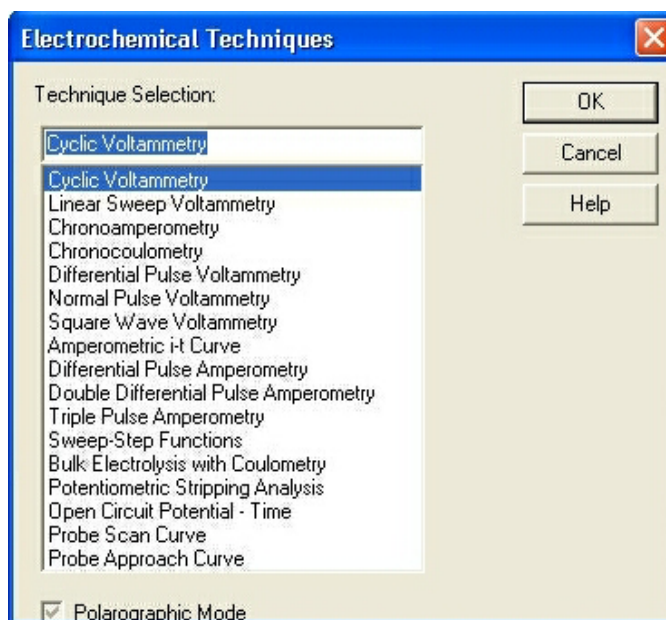 Electrochemical Techniques
Technique Selection:
Cyclic Voltammetry
Cyclic Voltammetry
Linear Sweep Voltammetry
Chronoamperometry
Chronocoulometry
Differential Pulse Voltammetry
Normal Pulse Voltammetry
Square Wave Voltammetry
Amperometric i-t Curve
Differential Pulse Amperometry
Double Differential Pulse Amperometry
Triple Pulse Amperometry
Sweep-Step Functions
Bulk Electrolysis with Coulometry
Potentiometric Stripping Analysis
Open Circuit Potential - Time
Probe Scan Curve
Probe Approach Curve
Polarographic Mode
OK
Cancel
Help